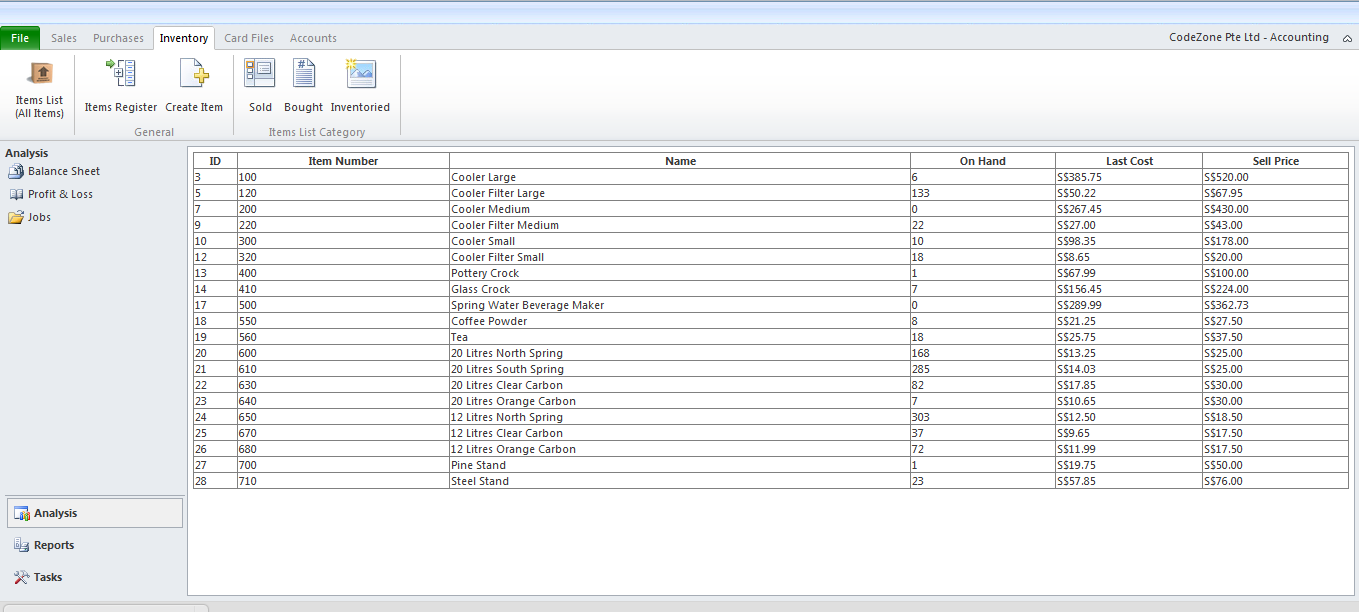 File Sales Purchases Inventory Card Files Accounts CodeZone Pte Ltd - Accounting
Items List
(All Items)
Items Register Create Item
General
Sold Bought Inventoried
Items List Category
Analysis
Balance Sheet
Profit & Loss
Jobs
ID Item Number Name On Hand Last Cost Sell Price
3 100 Cooler Large 6 S$385.75 S$520.00
5 120 Cooler Filter Large 133 S$50.22 S$67.95
7 200 Cooler Medium 0 S$267.45 S$430.00
9 220 Cooler Filter Medium 22 S$27.00 S$43.00
10 300 Cooler Small 10 S$98.35 S$178.00
12 320 Cooler Filter Small 18 S$8.65 S$20.00
13 400 Pottery Crock 1 S$67.99 S$100.00
14 410 Glass Crock 7 S$156.45 S$224.00
17 500 Spring Water Beverage Maker 0 S$289.99 S$362.73
18 550 Coffee Powder 8 S$21.25 S$27.50
19 560 Tea 18 S$25.75 S$37.50
20 600 20 Litres North Spring 168 S$13.25 S$25.00
21 610 20 Litres South Spring 285 S$14.03 S$25.00
22 630 20 Litres Clear Carbon 82 S$17.85 S$30.00
23 640 20 Litres Orange Carbon 7 S$10.65 S$30.00
24 650 12 Litres North Spring 303 S$12.50 S$18.50
25 670 12 Litres Clear Carbon 37 S$9.65 S$17.50
26 680 12 Litres Orange Carbon 72 S$11.99 S$17.50
27 700 Pine Stand 1 S$19.75 S$50.00
28 710 Steel Stand 23 S$57.85 S$76.00
Analysis
Reports
Tasks